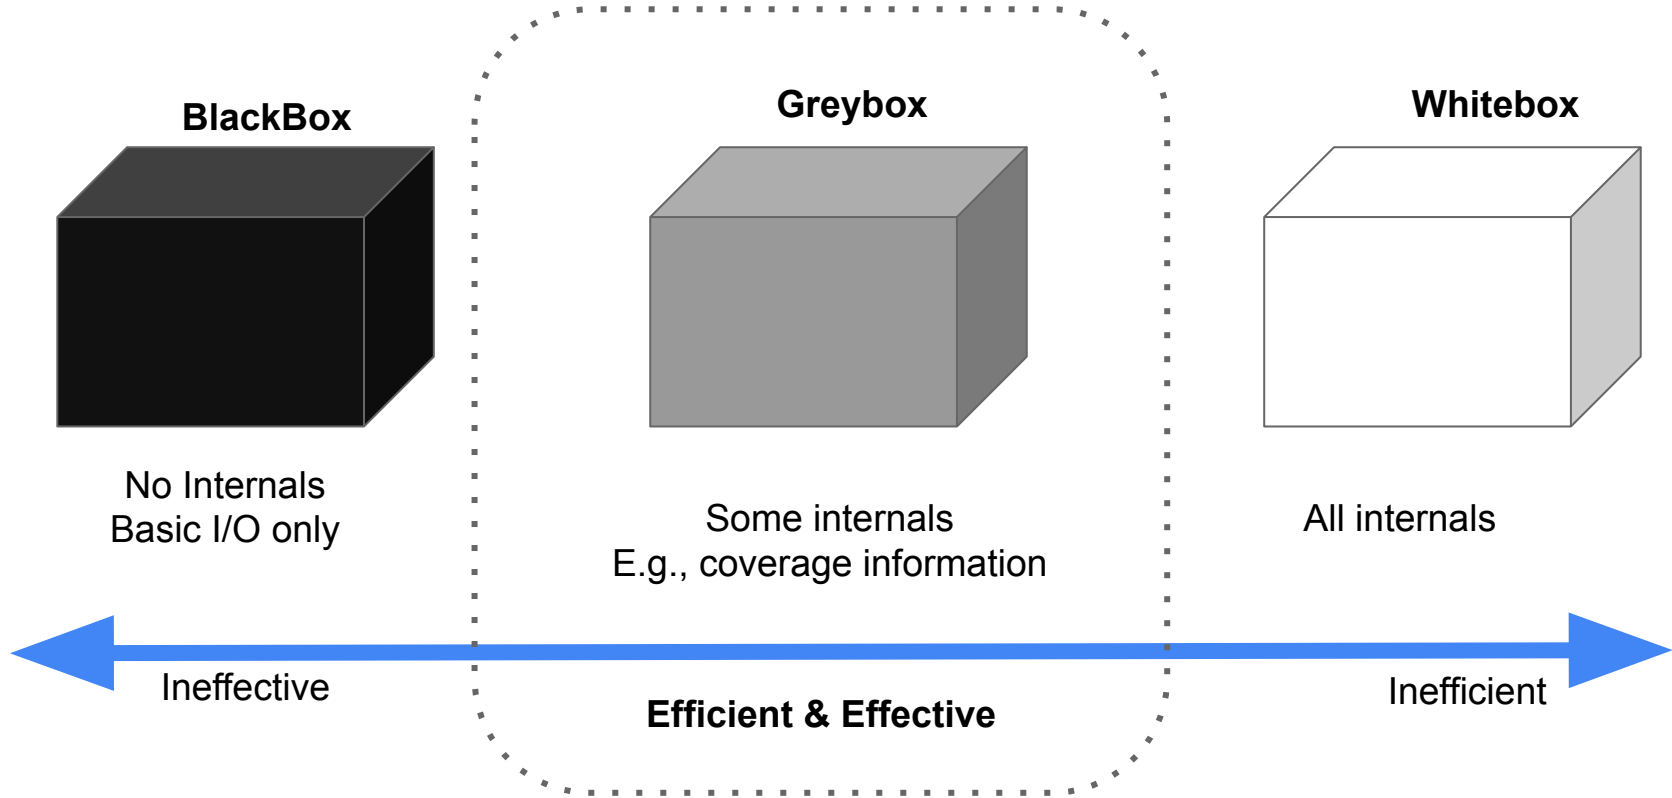 BlackBox
Greybox
Whitebox
No Internals
Basic I/O only
Some internals
E.g., coverage information
All internals
Ineffective
Efficient & Effective
Inefficient